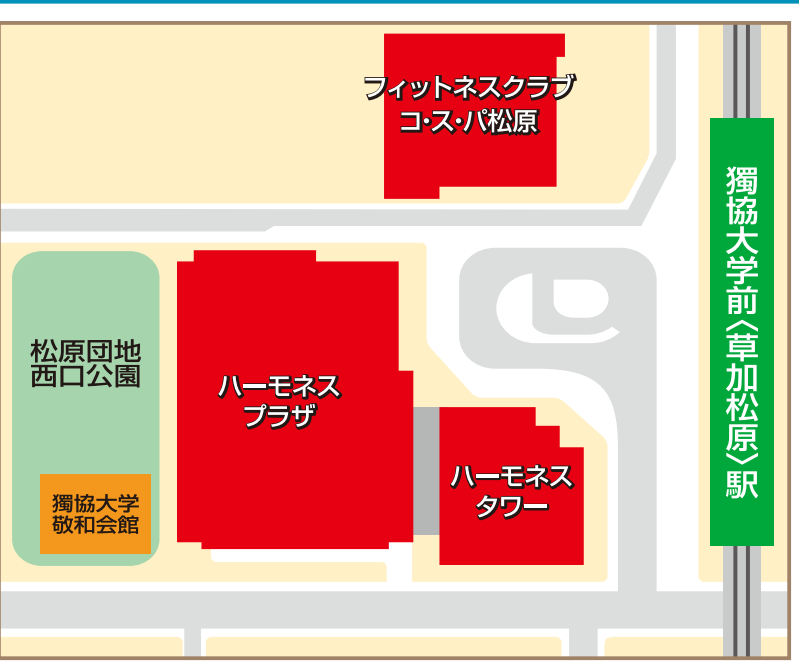 フィットネスクラブ
コ・ス・パ松原
獨協大学前〈草加松原〉駅
松原団地
西口公園
ハーモネス
プラザ
ハーモネス
タワー
獨協大学
敬和会館